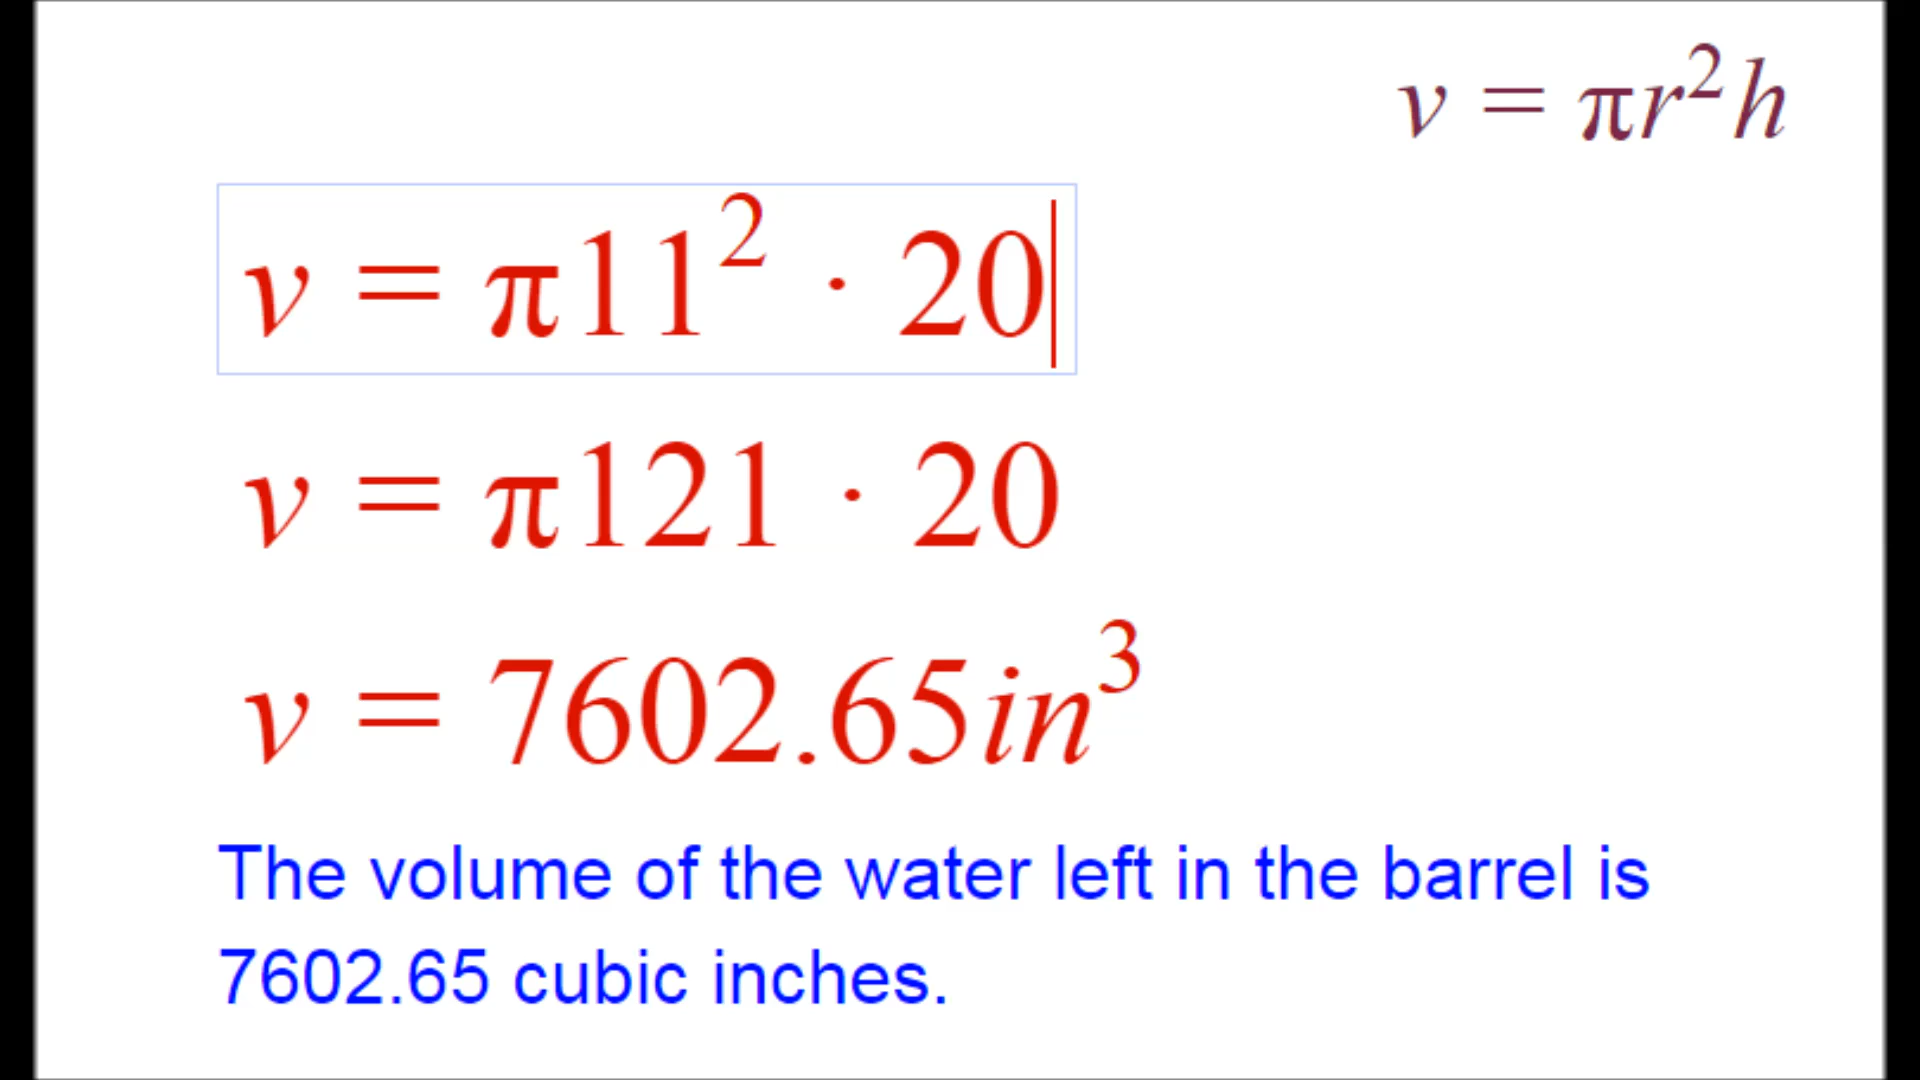 v = πr²h
v = π11² · 20
v = π121 · 20
v = 7602.65in³
The volume of the water left in the barrel is
7602.65 cubic inches.